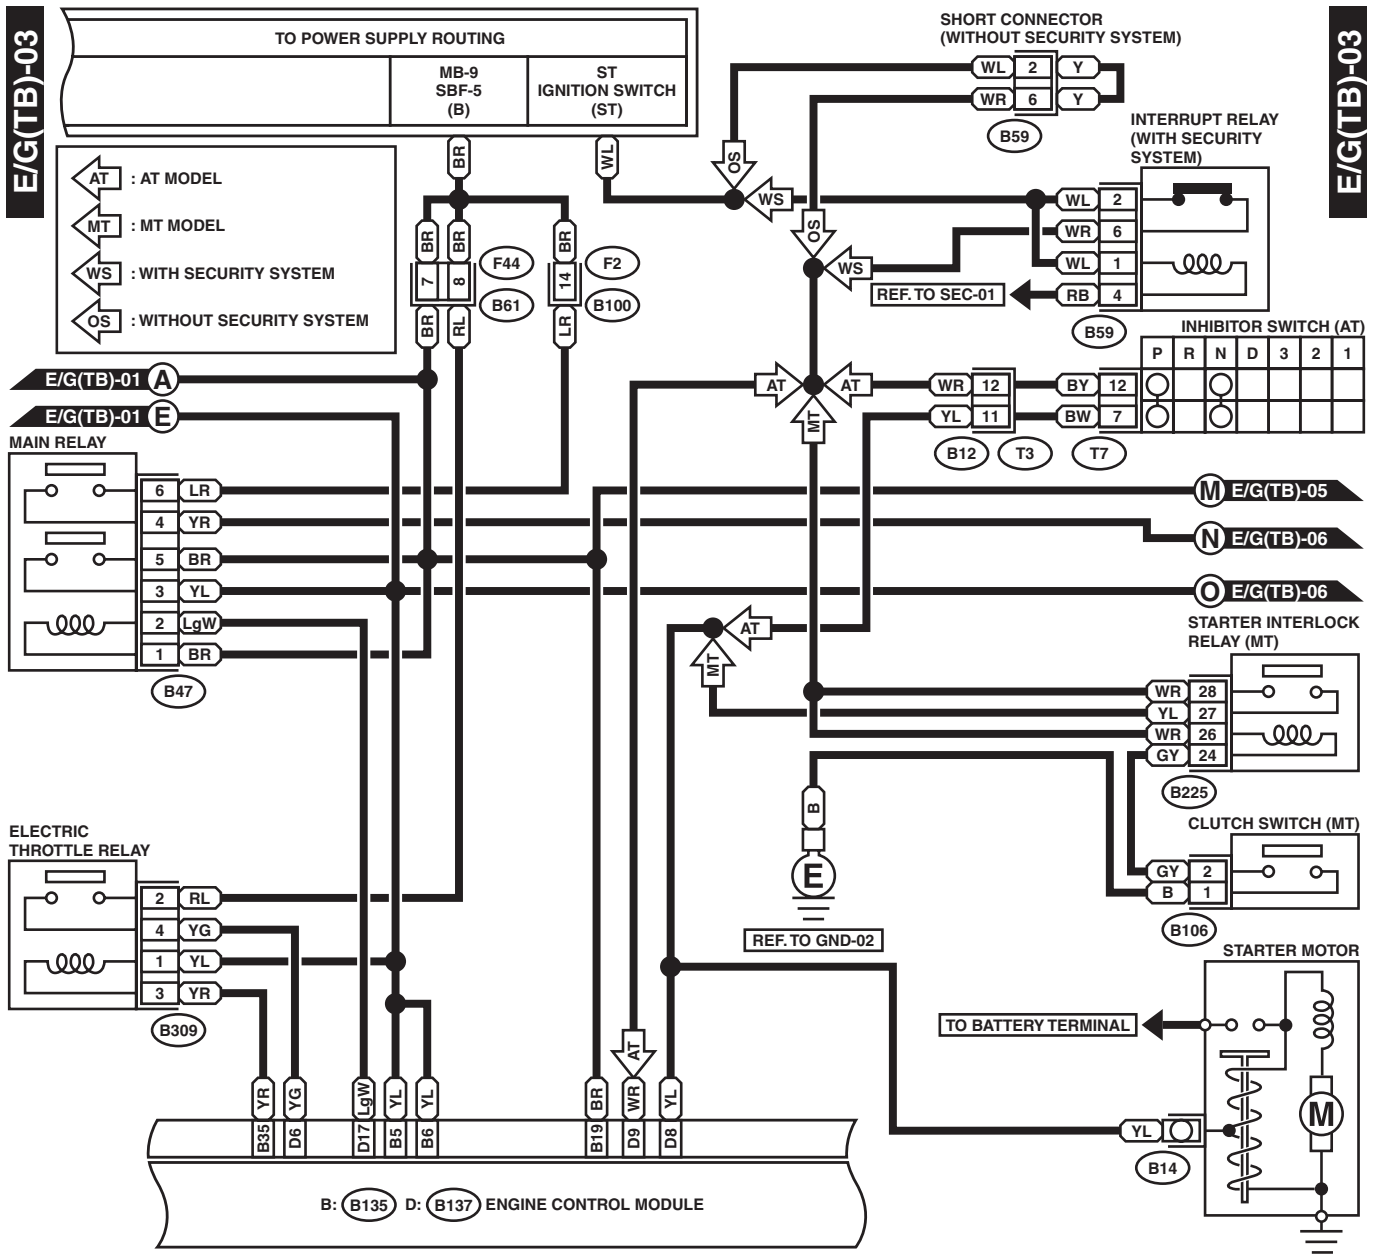 E/G(TB)-03
E/G(TB)-03
TO POWER SUPPLY ROUTING
MB-9
SBF-5
(B)
ST
IGNITION SWITCH
(ST)
SHORT CONNECTOR
(WITHOUT SECURITY SYSTEM)
WL 2 Y
WR 6 Y
B59
BR
WL
OS
WS
AT : AT MODEL
MT : MT MODEL
WS : WITH SECURITY SYSTEM
OS : WITHOUT SECURITY SYSTEM
INTERRUPT RELAY
(WITH SECURITY
SYSTEM)
WL 2
WR 6
WL 1
RB 4
B59
OS
WS
REF. TO SEC-01
BR BR BR
7 8 14
F44
B61
F2
B100
BR RL LR
INHIBITOR SWITCH (AT)
P R N D 3 2 1
AT AT
MT
WR 12 BY 12
YL 11 BW 7
B12 T3 T7
E/G(TB)-01 A
E/G(TB)-01 E
MAIN RELAY
6 LR
4 YR
5 BR
3 YL
2 LgW
1 BR
B47
M E/G(TB)-05
N E/G(TB)-06
O E/G(TB)-06
AT
MT
STARTER INTERLOCK
RELAY (MT)
WR 28
YL 27
WR 26
GY 24
B225
B
E
REF. TO GND-02
CLUTCH SWITCH (MT)
GY 2
B 1
B106
ELECTRIC
THROTTLE RELAY
2 RL
4 YG
1 YL
3 YR
B309
STARTER MOTOR
TO BATTERY TERMINAL
M
YL
B14
AT
YR YG LgW YL YL BR WR YL
B35 D6 D17 B5 B6 B19 D9 D8
B: B135 D: B137 ENGINE CONTROL MODULE